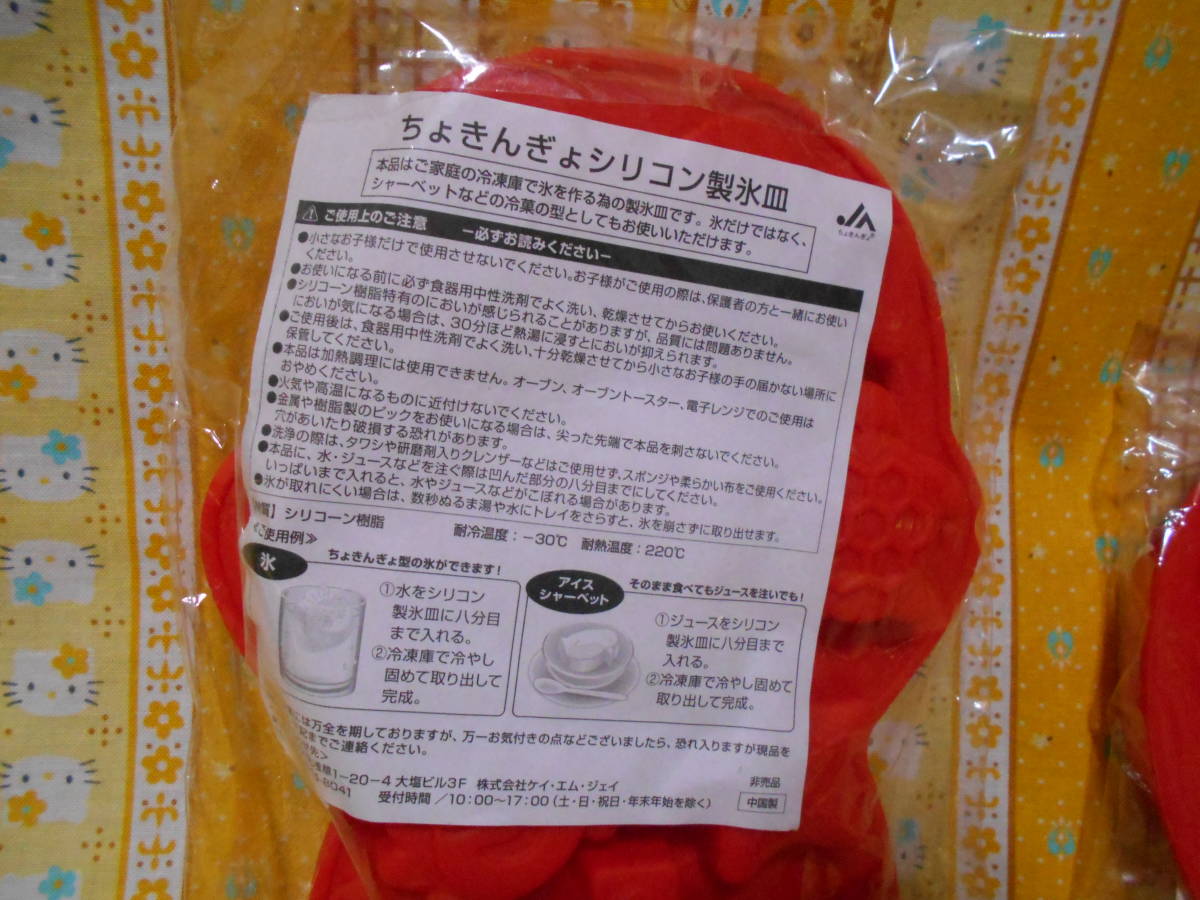 ちょきんぎょシリコン製氷皿
本品はご家庭の冷凍庫で氷を作る為の製氷皿です。氷だけではなく、
シャーベットなどの冷菓の型としてもお使いいただけます。
JA
ちょきんぎょ®
ご使用上のご注意 ー必ずお読みくださいー
●小さなお子様だけで使用させないでください。お子様がご使用の際は、保護者の方と一緒にお使い
ください。
●お使いになる前に必ず食器用中性洗剤でよく洗い、乾燥させてからお使いください。
●シリコーン樹脂特有のにおいが感じられることがありますが、品質には問題ありません。
においが気になる場合は、30分ほど熱湯に浸すとにおいが抑えられます。
●ご使用後は、食器用中性洗剤でよく洗い、十分乾燥させてから小さなお子様の手の届かない場所に
保管してください。
●本品は加熱調理には使用できません。オーブン、オーブントースター、電子レンジでのご使用は
おやめください。
●火気や高温になるものに近付けないでください。
●金属や樹脂製のピックをお使いになる場合は、尖った先端で本品を刺さないでください。
穴があいたり破損する恐れがあります。
●洗浄の際は、タワシや研磨剤入りクレンザーなどはご使用せず、スポンジや柔らかい布をご使用ください。
●本品に、水・ジュースなどを注ぐ際は凹んだ部分の八分目までにしてください。
いっぱいまで入れると、水やジュースなどがこぼれる場合があります。
●氷が取れにくい場合は、数秒ぬるま湯や水にトレイをさらすと、氷を崩さずに取り出せます。
】シリコーン樹脂 耐冷温度：−30℃ 耐熱温度：220℃
ご使用例≫
氷
ちょきんぎょ型の氷ができます！
①水をシリコン
製氷皿に八分目
まで入れる。
②冷凍庫で冷やし
固めて取り出して
完成。
アイス
シャーベット
そのまま食べてもジュースを注いでも！
①ジュースをシリコン
製氷皿に八分目まで
入れる。
②冷凍庫で冷やし固めて
取り出して完成。
には万全を期しておりますが、万一お気付きの点などございましたら、恐れ入りますが現品を
までご連絡ください。
1−20−4 大塩ビル3F 株式会社ケイ・エム・ジェイ
8041 受付時間／10：00〜17：00（土・日・祝日・年末年始を除く）
非売品
中国製